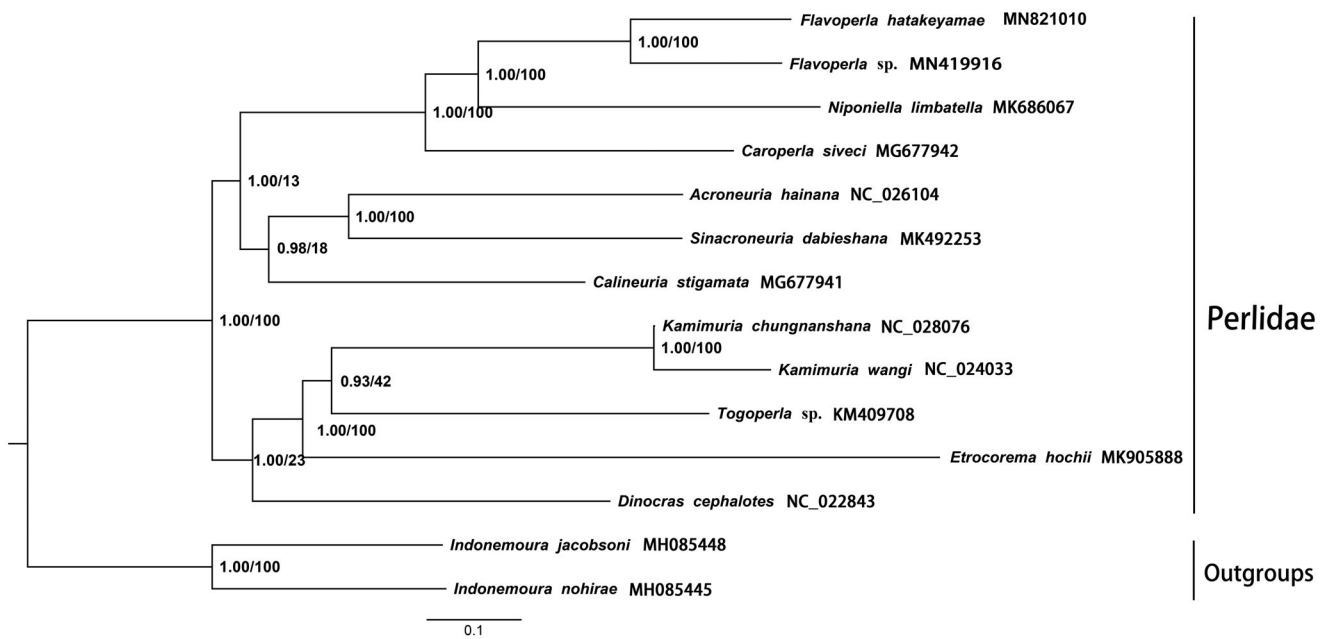 Flavoperla hatakeyamae MN821010
1.00/100
Flavoperla sp. MN419916
1.00/100
Niponiella limbatella MK686067
1.00/100
Caroperla siveci MG677942
1.00/13
Acroneuria hainana NC_026104
1.00/100
Sinacroneuria dabieshana MK492253
0.98/18
Calineuria stigamata MG677941
1.00/100
Perlidae
Kamimuria chungnanshana NC_028076
1.00/100
Kamimuria wangi NC_024033
0.93/42
Togoperla sp. KM409708
1.00/100
Etrocorema hochii MK905888
1.00/23
Dinocras cephalotes NC_022843
Indonemoura jacobsoni MH085448
1.00/100
Outgroups
Indonemoura nohirae MH085445
0.1